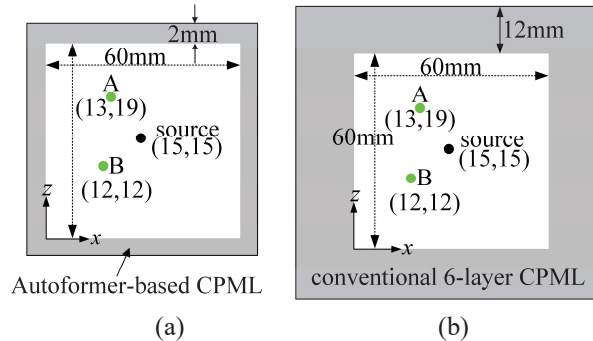 2mm
60mm
A
(13,19)
source
(15,15)
B
(12,12)
z
x
Autoformer-based CPML
(a)
12mm
60mm
A
(13,19)
60mm
source
(15,15)
B
(12,12)
z
x
conventional 6-layer CPML
(b)